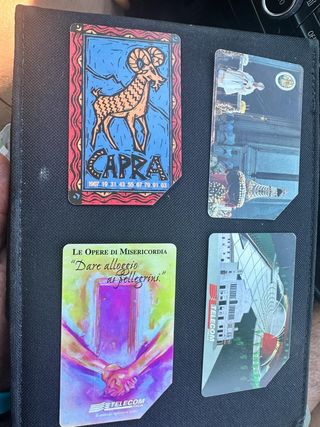 CAPRA
1907 19 31 43 55 67 79 91 03
LE OPERE DI MISERICORDIA
"Dare alloggio
ai pellegrini."
TELECOM
TELECOM